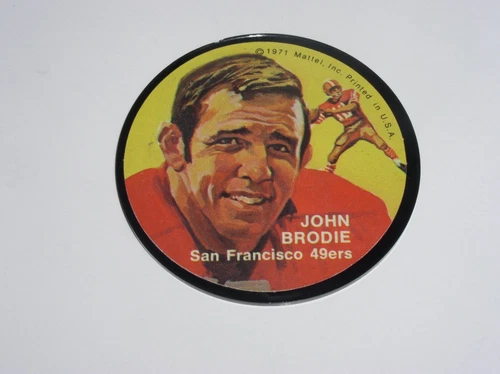 © 1971 Mattel, Inc. Printed in U.S.A.
JOHN
BRODIE
San Francisco 49ers